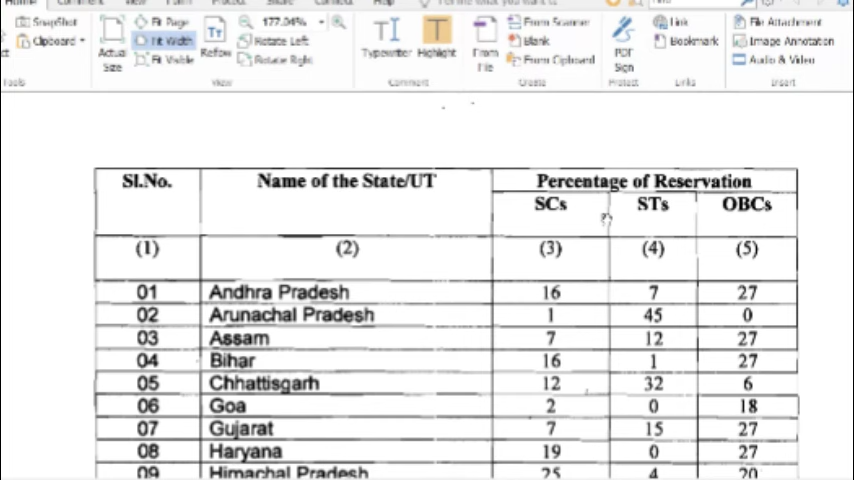 SnapShot
Clipboard
Actual Size
Fit Page
Fit Width
Fit Visible
Reflow
177.04%
Rotate Left
Rotate Right
View
Typewriter
Highlight
Comment
From File
From Scanner
Blank
From Clipboard
Create
PDF Sign
Protect
Link
Bookmark
Links
File Attachment
Image Annotation
Audio & Video
Insert
Tools
Sl.No. Name of the State/UT Percentage of Reservation
SCs STs OBCs
(1) (2) (3) (4) (5)
01 Andhra Pradesh 16 7 27
02 Arunachal Pradesh 1 45 0
03 Assam 7 12 27
04 Bihar 16 1 27
05 Chhattisgarh 12 32 6
06 Goa 2 0 18
07 Gujarat 7 15 27
08 Haryana 19 0 27
09 Himachal Pradesh 25 4 20